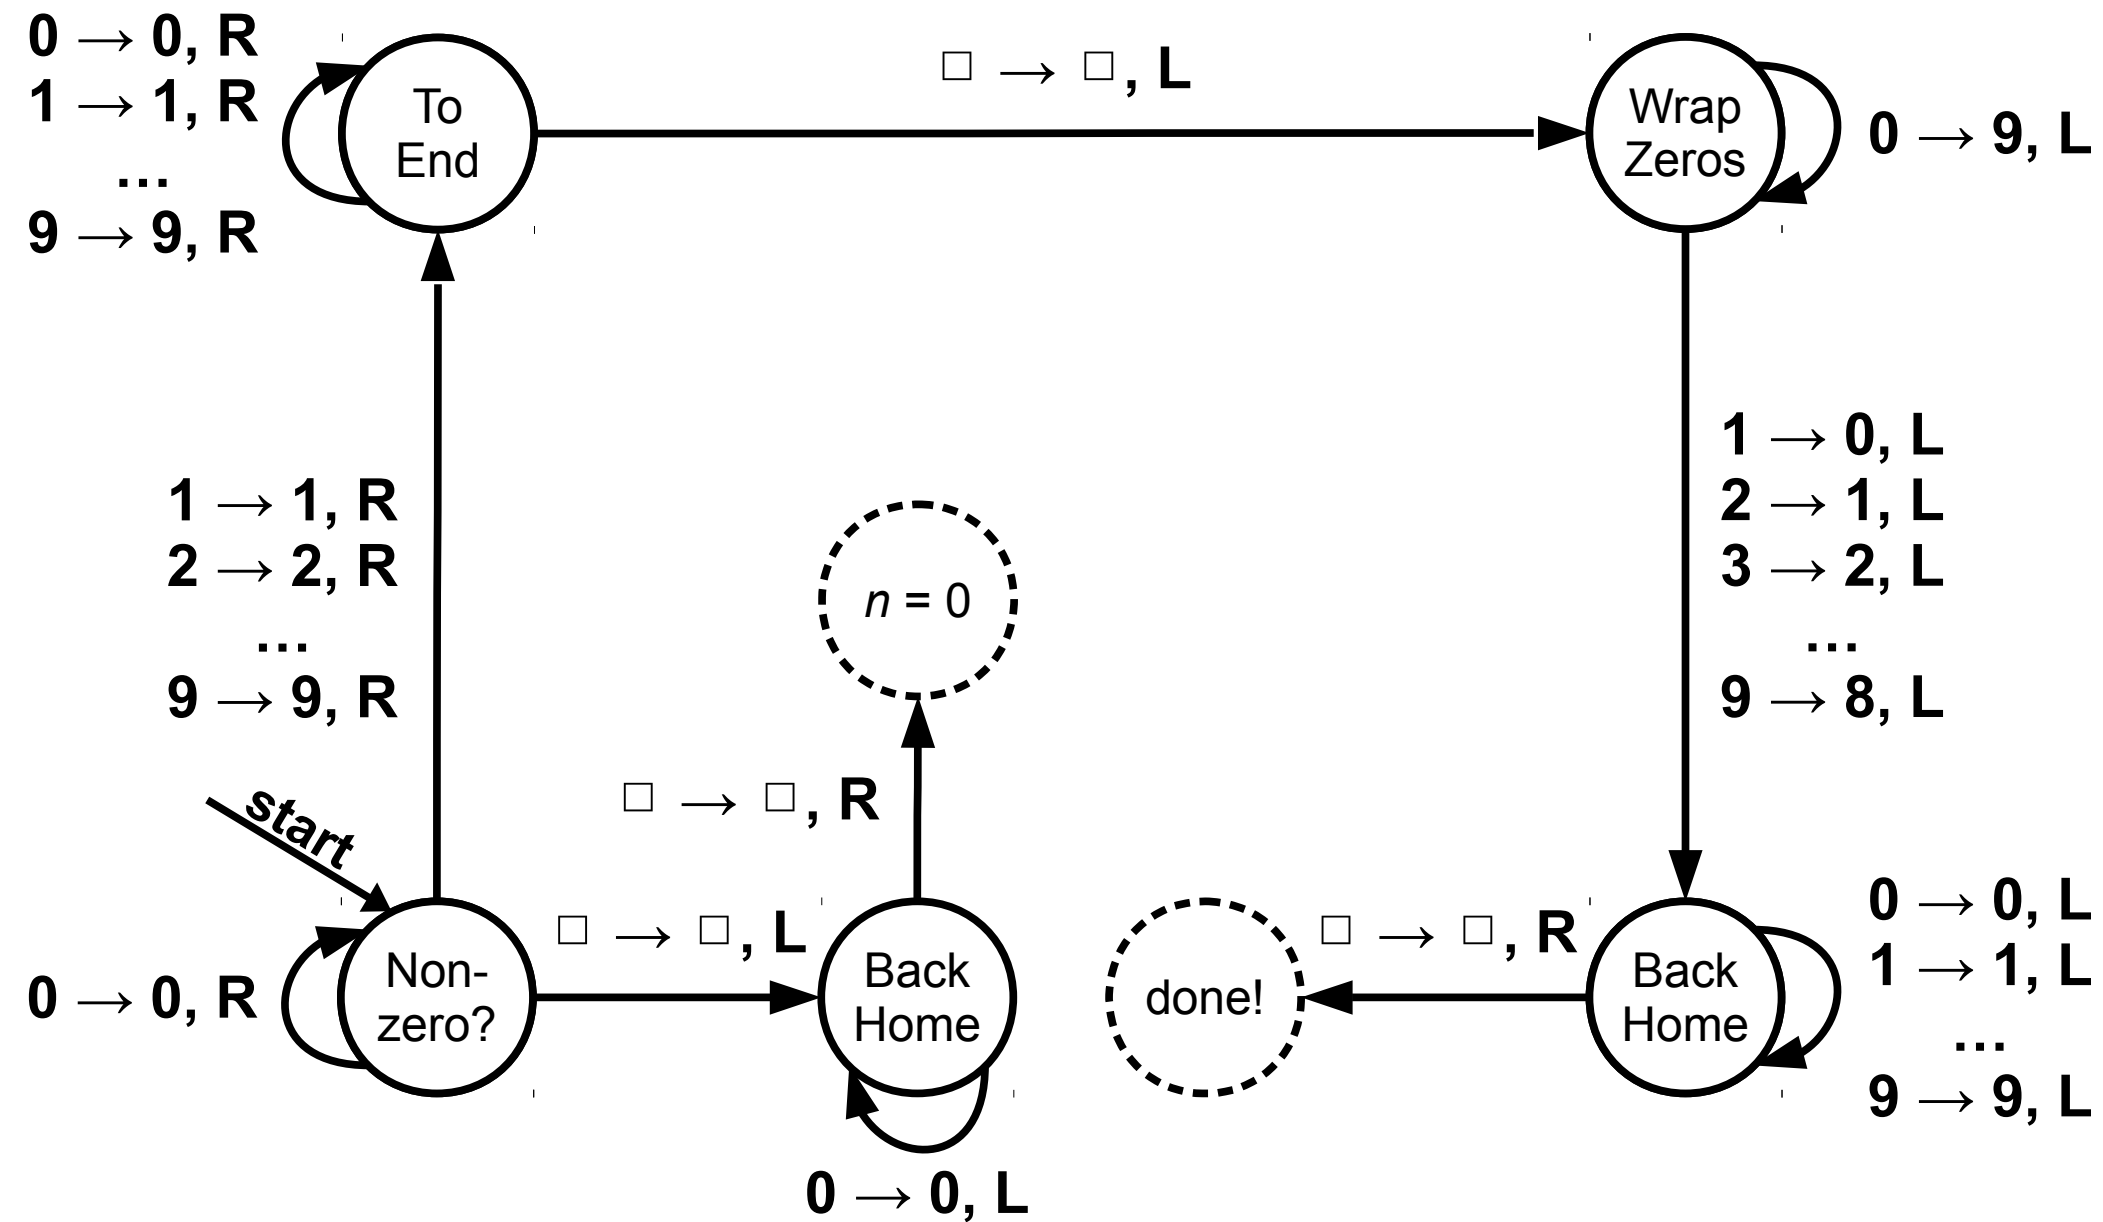 0 → 0, R
1 → 1, R
…
9 → 9, R
To
End
□ → □, L
Wrap
Zeros
0 → 9, L
1 → 1, R
2 → 2, R
…
9 → 9, R
n = 0
1 → 0, L
2 → 1, L
3 → 2, L
…
9 → 8, L
start
□ → □, R
0 → 0, R
Non-
zero?
□ → □, L
Back
Home
0 → 0, L
done!
□ → □, R
Back
Home
0 → 0, L
1 → 1, L
…
9 → 9, L